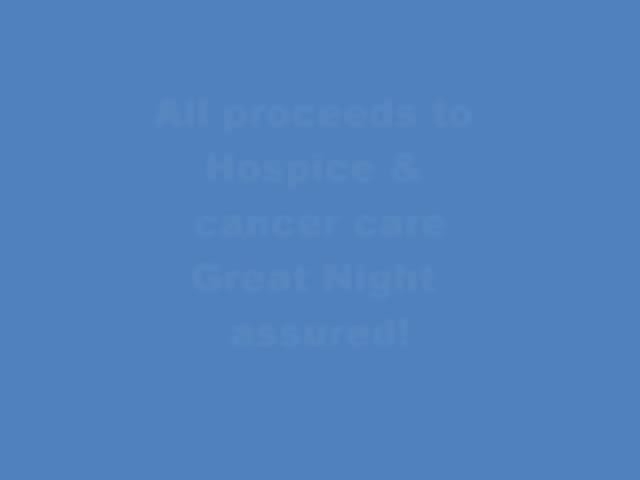 All proceeds to
Hospice &
cancer care
Great Night
assured!